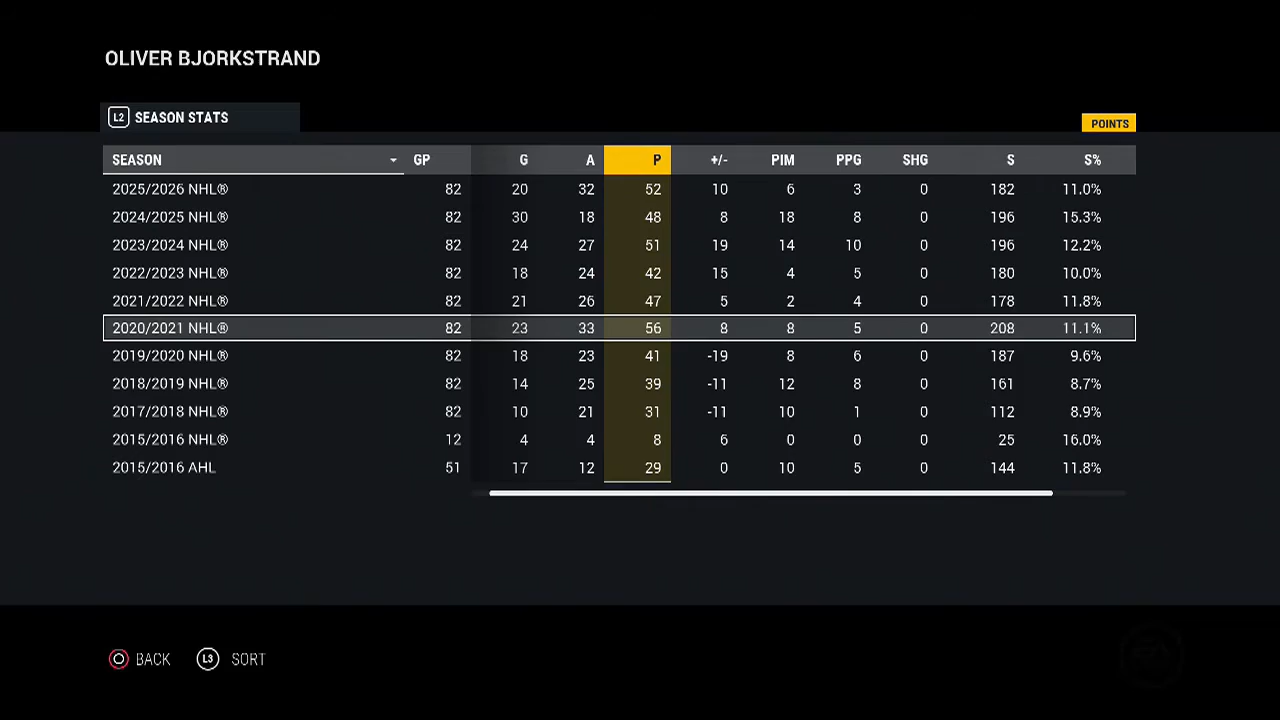 OLIVER BJORKSTRAND
L2 SEASON STATS
POINTS
SEASON GP G A P +/- PIM PPG SHG S S%
2025/2026 NHL® 82 20 32 52 10 6 3 0 182 11.0%
2024/2025 NHL® 82 30 18 48 8 18 8 0 196 15.3%
2023/2024 NHL® 82 24 27 51 19 14 10 0 196 12.2%
2022/2023 NHL® 82 18 24 42 15 4 5 0 180 10.0%
2021/2022 NHL® 82 21 26 47 5 2 4 0 178 11.8%
2020/2021 NHL® 82 23 33 56 8 8 5 0 208 11.1%
2019/2020 NHL® 82 18 23 41 -19 8 6 0 187 9.6%
2018/2019 NHL® 82 14 25 39 -11 12 8 0 161 8.7%
2017/2018 NHL® 82 10 21 31 -11 10 1 0 112 8.9%
2015/2016 NHL® 12 4 4 8 6 0 0 0 25 16.0%
2015/2016 AHL 51 17 12 29 0 10 5 0 144 11.8%
BACK L3 SORT